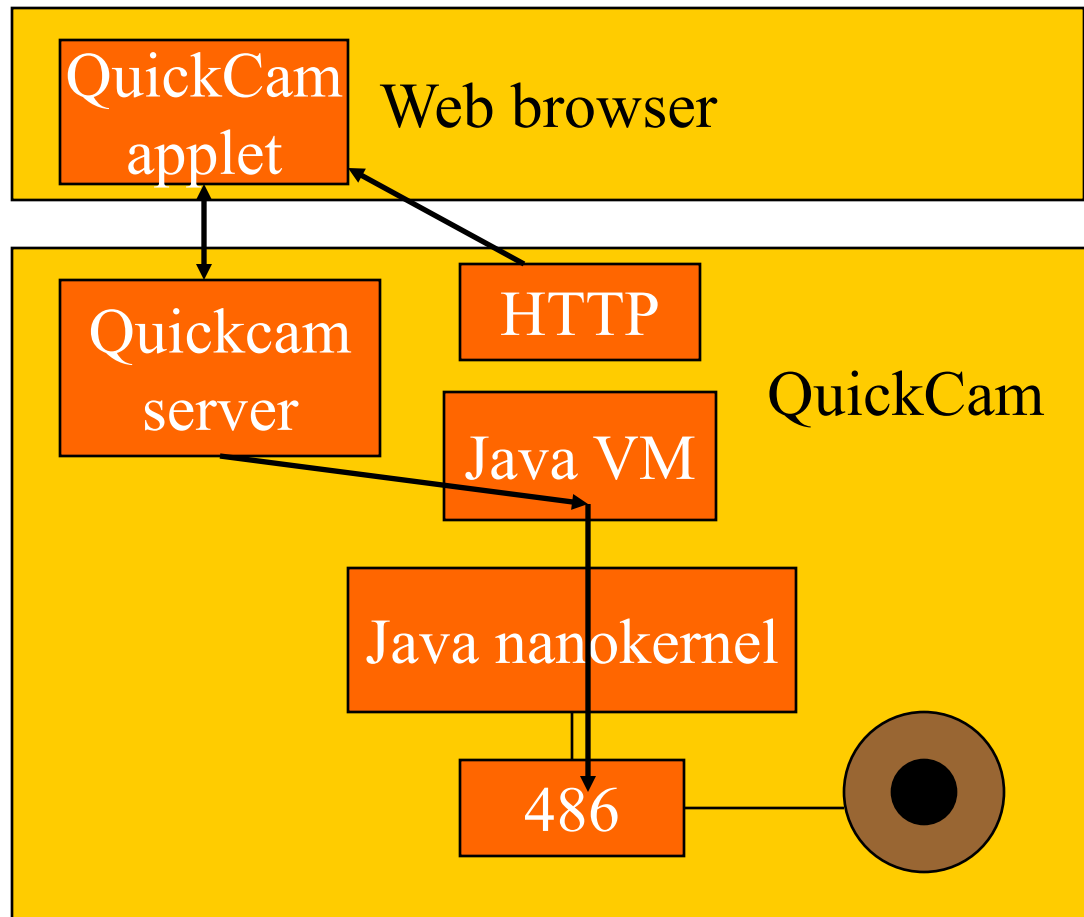 QuickCam
applet
Web browser
HTTP
Quickcam
server
QuickCam
Java VM
Java nanokernel
486